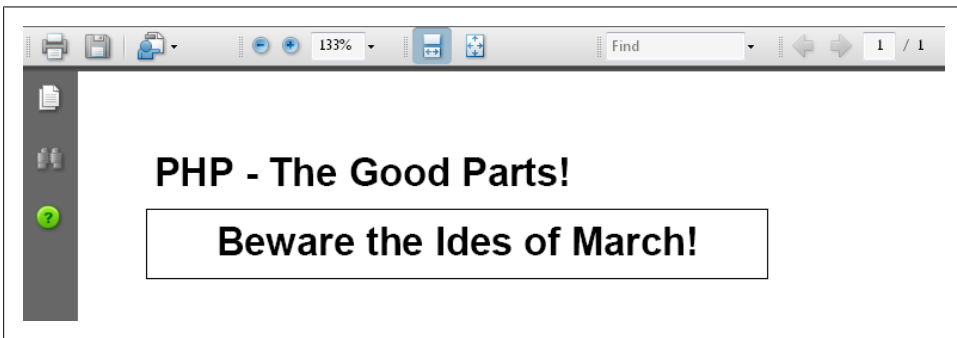 133%
Find
1 / 1
PHP - The Good Parts!
Beware the Ides of March!